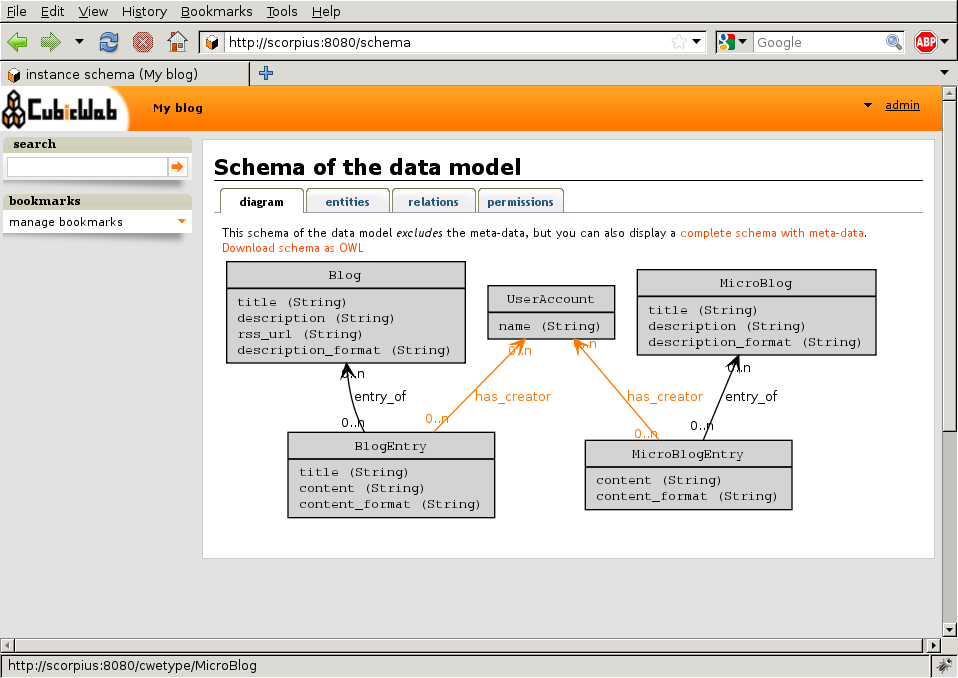 File Edit View History Bookmarks Tools Help
http://scorpius:8080/schema
Google
ABP
instance schema (My blog)
CubicWeb
My blog
admin
search
bookmarks
manage bookmarks
Schema of the data model
diagram entities relations permissions
This schema of the data model excludes the meta-data, but you can also display a complete schema with meta-data.
Download schema as OWL
Blog
title (String)
description (String)
rss_url (String)
description_format (String)
UserAccount
name (String)
MicroBlog
title (String)
description (String)
description_format (String)
0..n
0..n
0..n
0..n
entry_of
has_creator
has_creator
entry_of
0..n
0..n
0..n
0..n
BlogEntry
title (String)
content (String)
content_format (String)
MicroBlogEntry
content (String)
content_format (String)
http://scorpius:8080/cwetype/MicroBlog